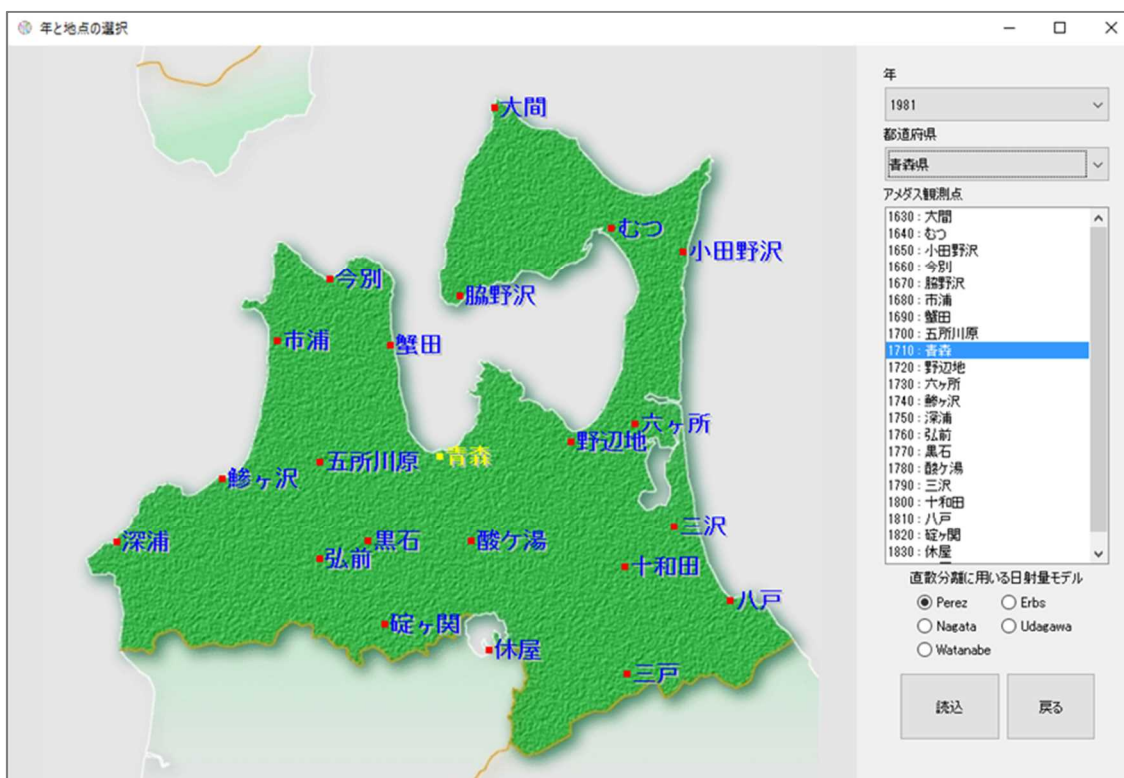 年と地点の選択
大間
むつ
小田野沢
今別
脇野沢
市浦
蟹田
六ヶ所
野辺地
青森
五所川原
鰺ヶ沢
三沢
深浦
黒石
酸ケ湯
弘前
十和田
八戸
碇ヶ関
休屋
三戸
年
1981
都道府県
青森県
アメダス観測点
1630 : 大間
1640 : むつ
1650 : 小田野沢
1660 : 今別
1670 : 脇野沢
1680 : 市浦
1690 : 蟹田
1700 : 五所川原
1710 : 青森
1720 : 野辺地
1730 : 六ヶ所
1740 : 鰺ヶ沢
1750 : 深浦
1760 : 弘前
1770 : 黒石
1780 : 酸ケ湯
1790 : 三沢
1800 : 十和田
1810 : 八戸
1820 : 碇ヶ関
1830 : 休屋
直散分離に用いる日射量モデル
Perez Erbs
Nagata Udagawa
Watanabe
読込 戻る